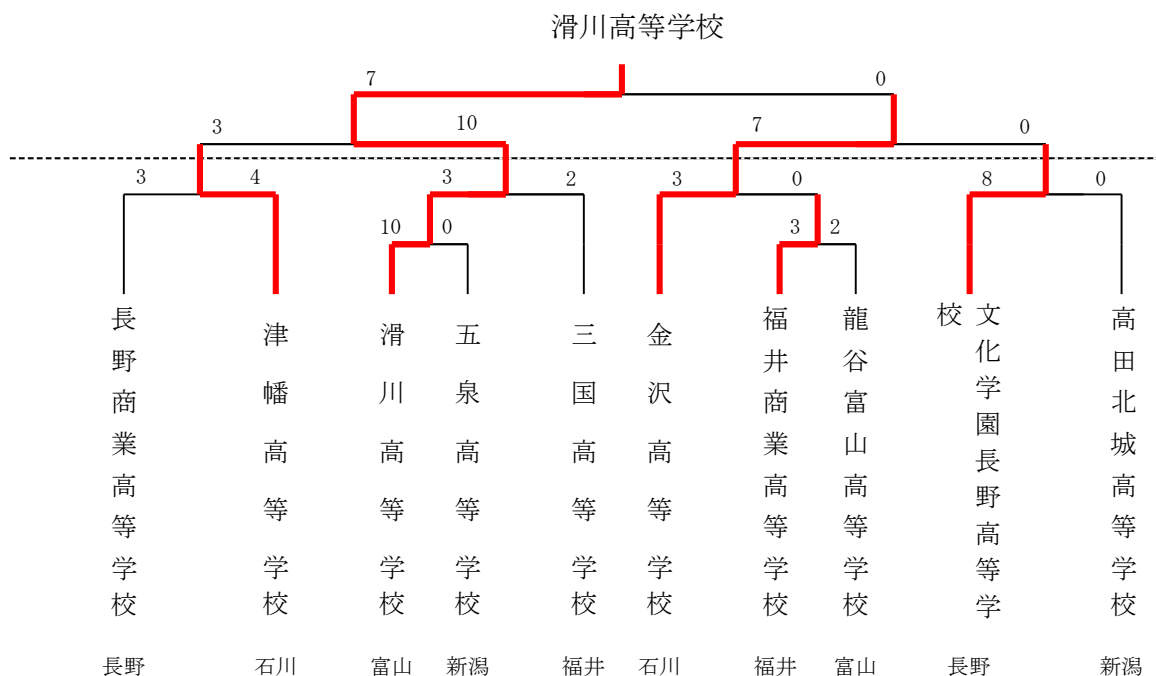 滑川高等学校
7 0
3 10 7 0
3 4 3 2 3 0 8 0
10 0 3 2
長野商業高等学校
津幡高等学校
滑川高等学校
五泉高等学校
三国高等学校
金沢高等学校
福井商業高等学校
龍谷富山高等学校
文化学園長野高等学
校
高田北城高等学校
長野 石川 富山 新潟 福井 石川 福井 富山 長野 新潟